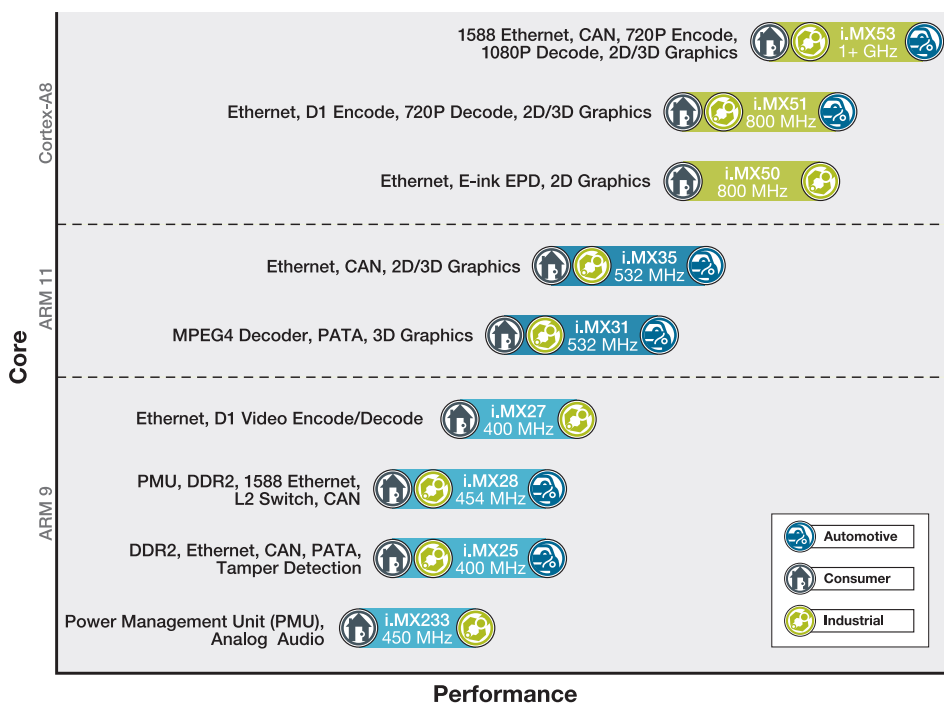 1588 Ethernet, CAN, 720P Encode,
1080P Decode, 2D/3D Graphics
i.MX53
1+ GHz
Ethernet, D1 Encode, 720P Decode, 2D/3D Graphics
i.MX51
800 MHz
Ethernet, E-ink EPD, 2D Graphics
i.MX50
800 MHz
Cortex-A8
Ethernet, CAN, 2D/3D Graphics
i.MX35
532 MHz
MPEG4 Decoder, PATA, 3D Graphics
i.MX31
532 MHz
ARM 11
Core
Ethernet, D1 Video Encode/Decode
i.MX27
400 MHz
PMU, DDR2, 1588 Ethernet,
L2 Switch, CAN
i.MX28
454 MHz
DDR2, Ethernet, CAN, PATA,
Tamper Detection
i.MX25
400 MHz
Power Management Unit (PMU),
Analog Audio
i.MX233
450 MHz
ARM 9
Automotive
Consumer
Industrial
Performance